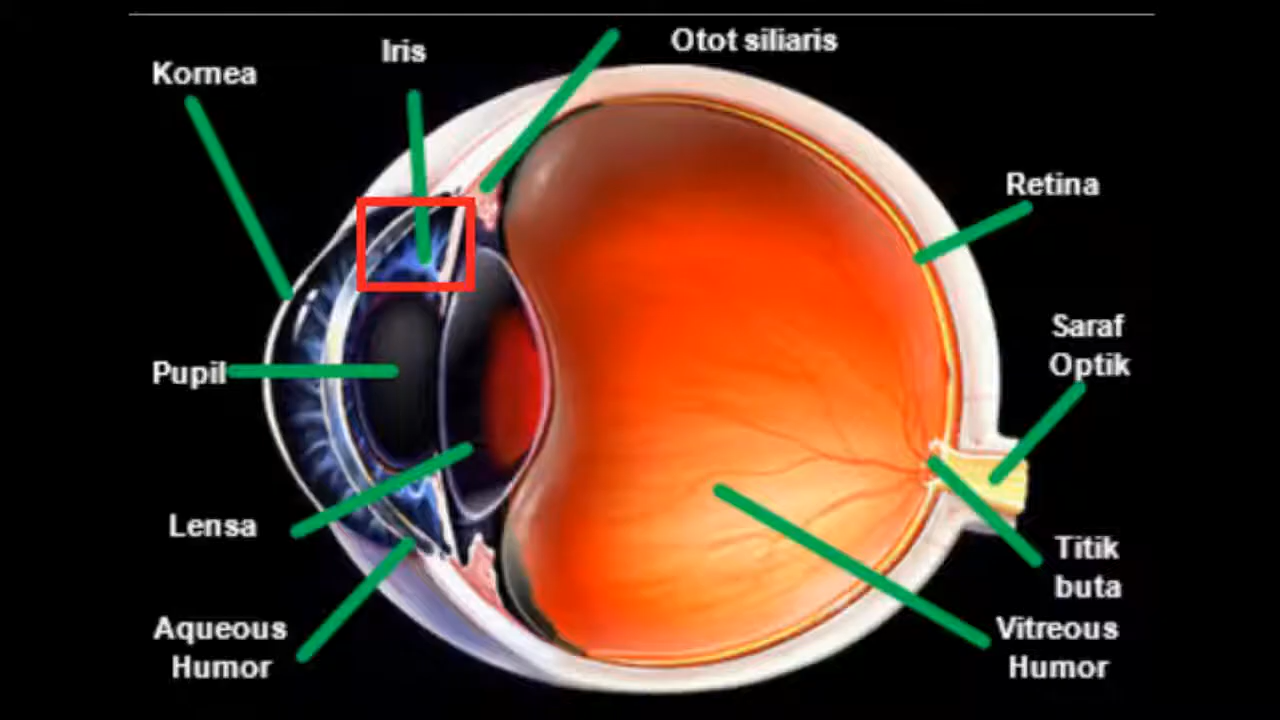 Iris
Otot siliaris
Kornea
Retina
Saraf
Optik
Pupil
Lensa
Titik
buta
Aqueous
Humor
Vitreous
Humor